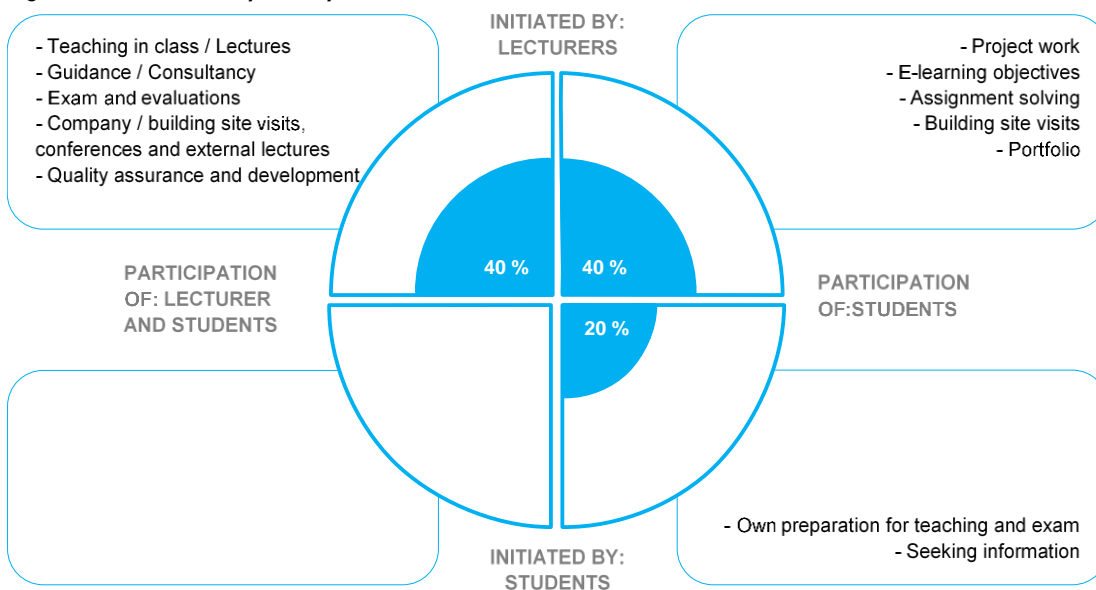 INITIATED BY:
LECTURERS
- Teaching in class / Lectures
- Guidance / Consultancy
- Exam and evaluations
- Company / building site visits,
conferences and external lectures
- Quality assurance and development
- Project work
- E-learning objectives
- Assignment solving
- Building site visits
- Portfolio
40 %
40 %
PARTICIPATION
OF: LECTURER
AND STUDENTS
PARTICIPATION
OF:STUDENTS
20 %
- Own preparation for teaching and exam
- Seeking information
INITIATED BY:
STUDENTS